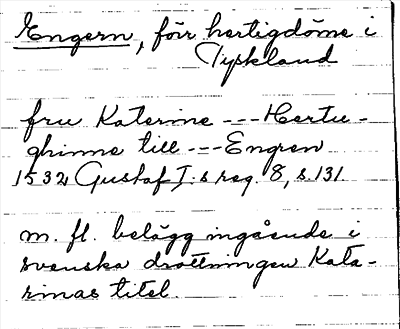 Engern, förr hertigdöme i
Tyskland
fru Katerine --- Hertu-
ghinne till --- Engren
1532 Gustaf I:s reg. 8, s. 131
m. fl. belägg ingående i
svenska drottningen Kata-
rinas titel.